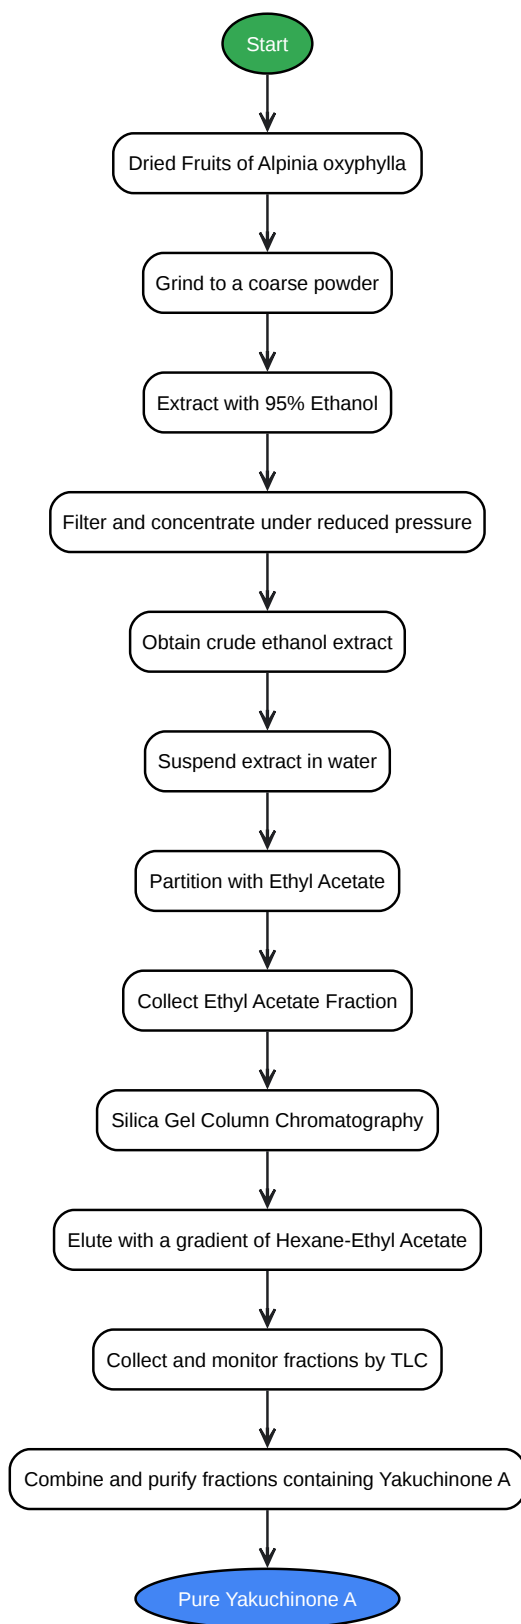 Start
Dried Fruits of Alpinia oxyphylla
Grind to a coarse powder
Extract with 95% Ethanol
Filter and concentrate under reduced pressure
Obtain crude ethanol extract
Suspend extract in water
Partition with Ethyl Acetate
Collect Ethyl Acetate Fraction
Silica Gel Column Chromatography
Elute with a gradient of Hexane-Ethyl Acetate
Collect and monitor fractions by TLC
Combine and purify fractions containing Yakuchinone A
Pure Yakuchinone A